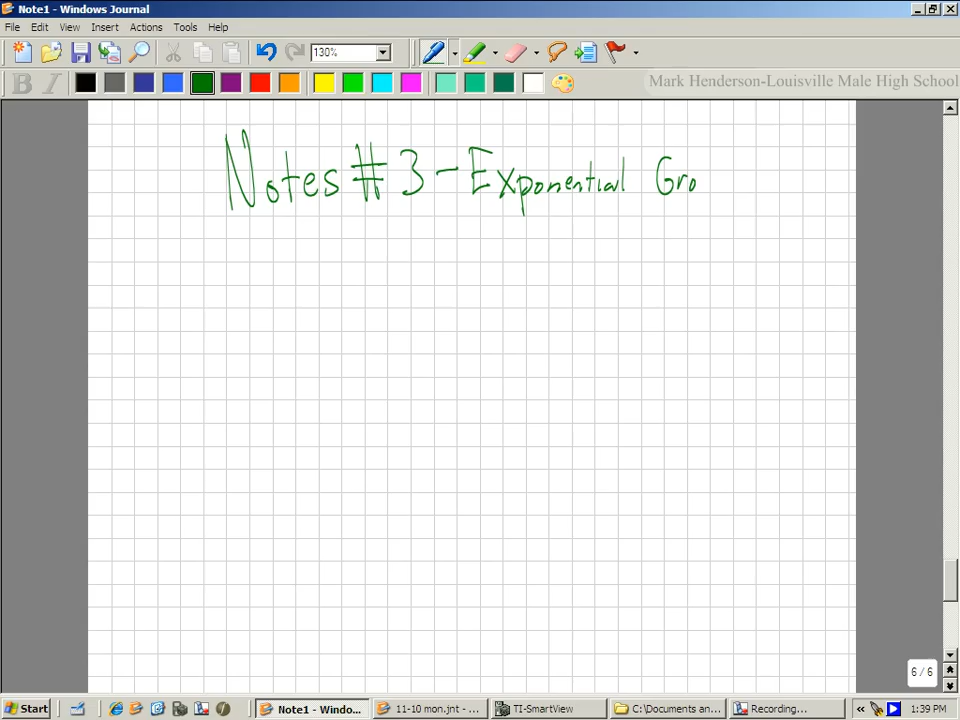 Note1 - Windows Journal
File Edit View Insert Actions Tools Help
130%
B I
Mark Henderson-Louisville Male High School
Notes # 3 - Exponential Gro
6 / 6
Start Note1 - Windo... 11-10 mon.jnt - ... TI-SmartView C:\Documents an... Recording... « 1:39 PM